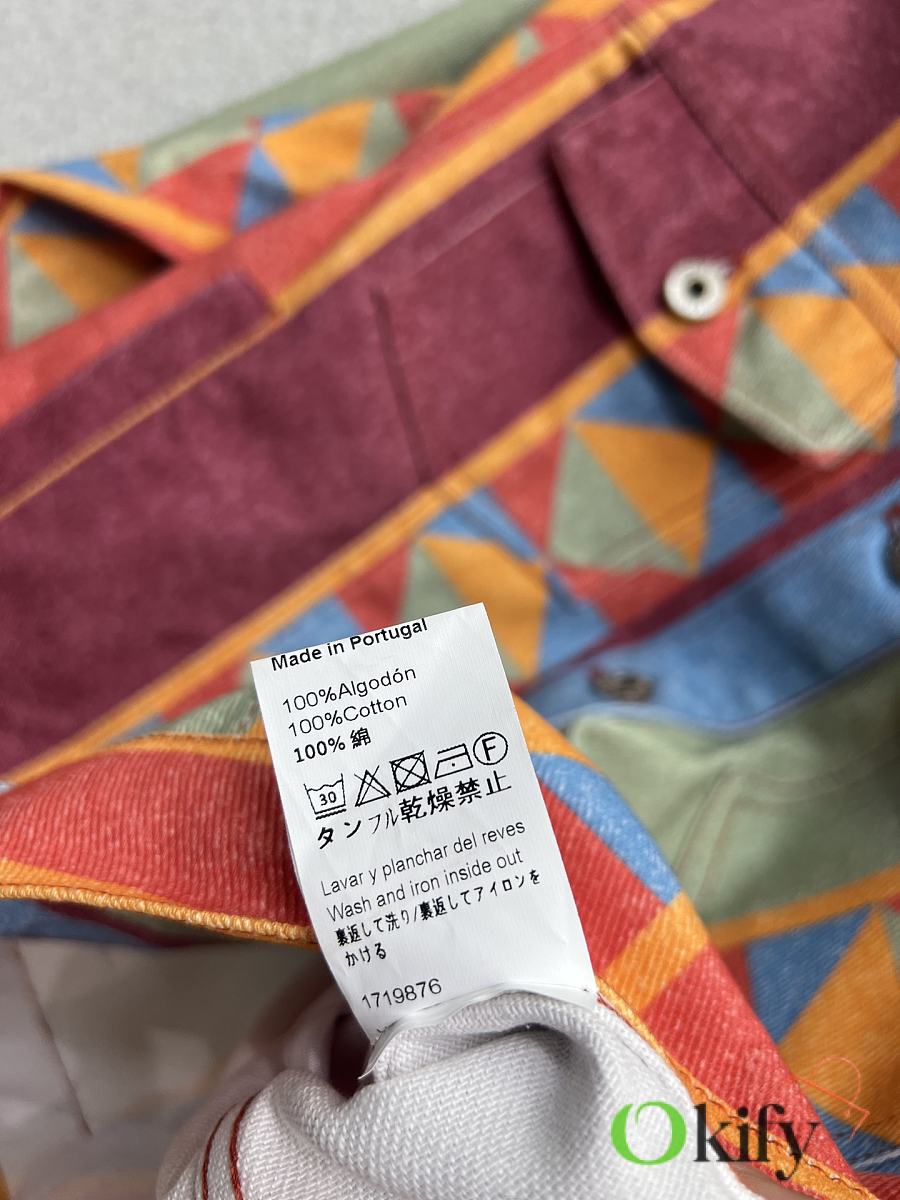 Made in Portugal
100%Algodón
100%Cotton
100% 綿
30
F
タンブル乾燥禁止
Lavar y planchar del reves
Wash and iron inside out
裏返して洗り/裏返してアイロンを
かける
1719876
Okify